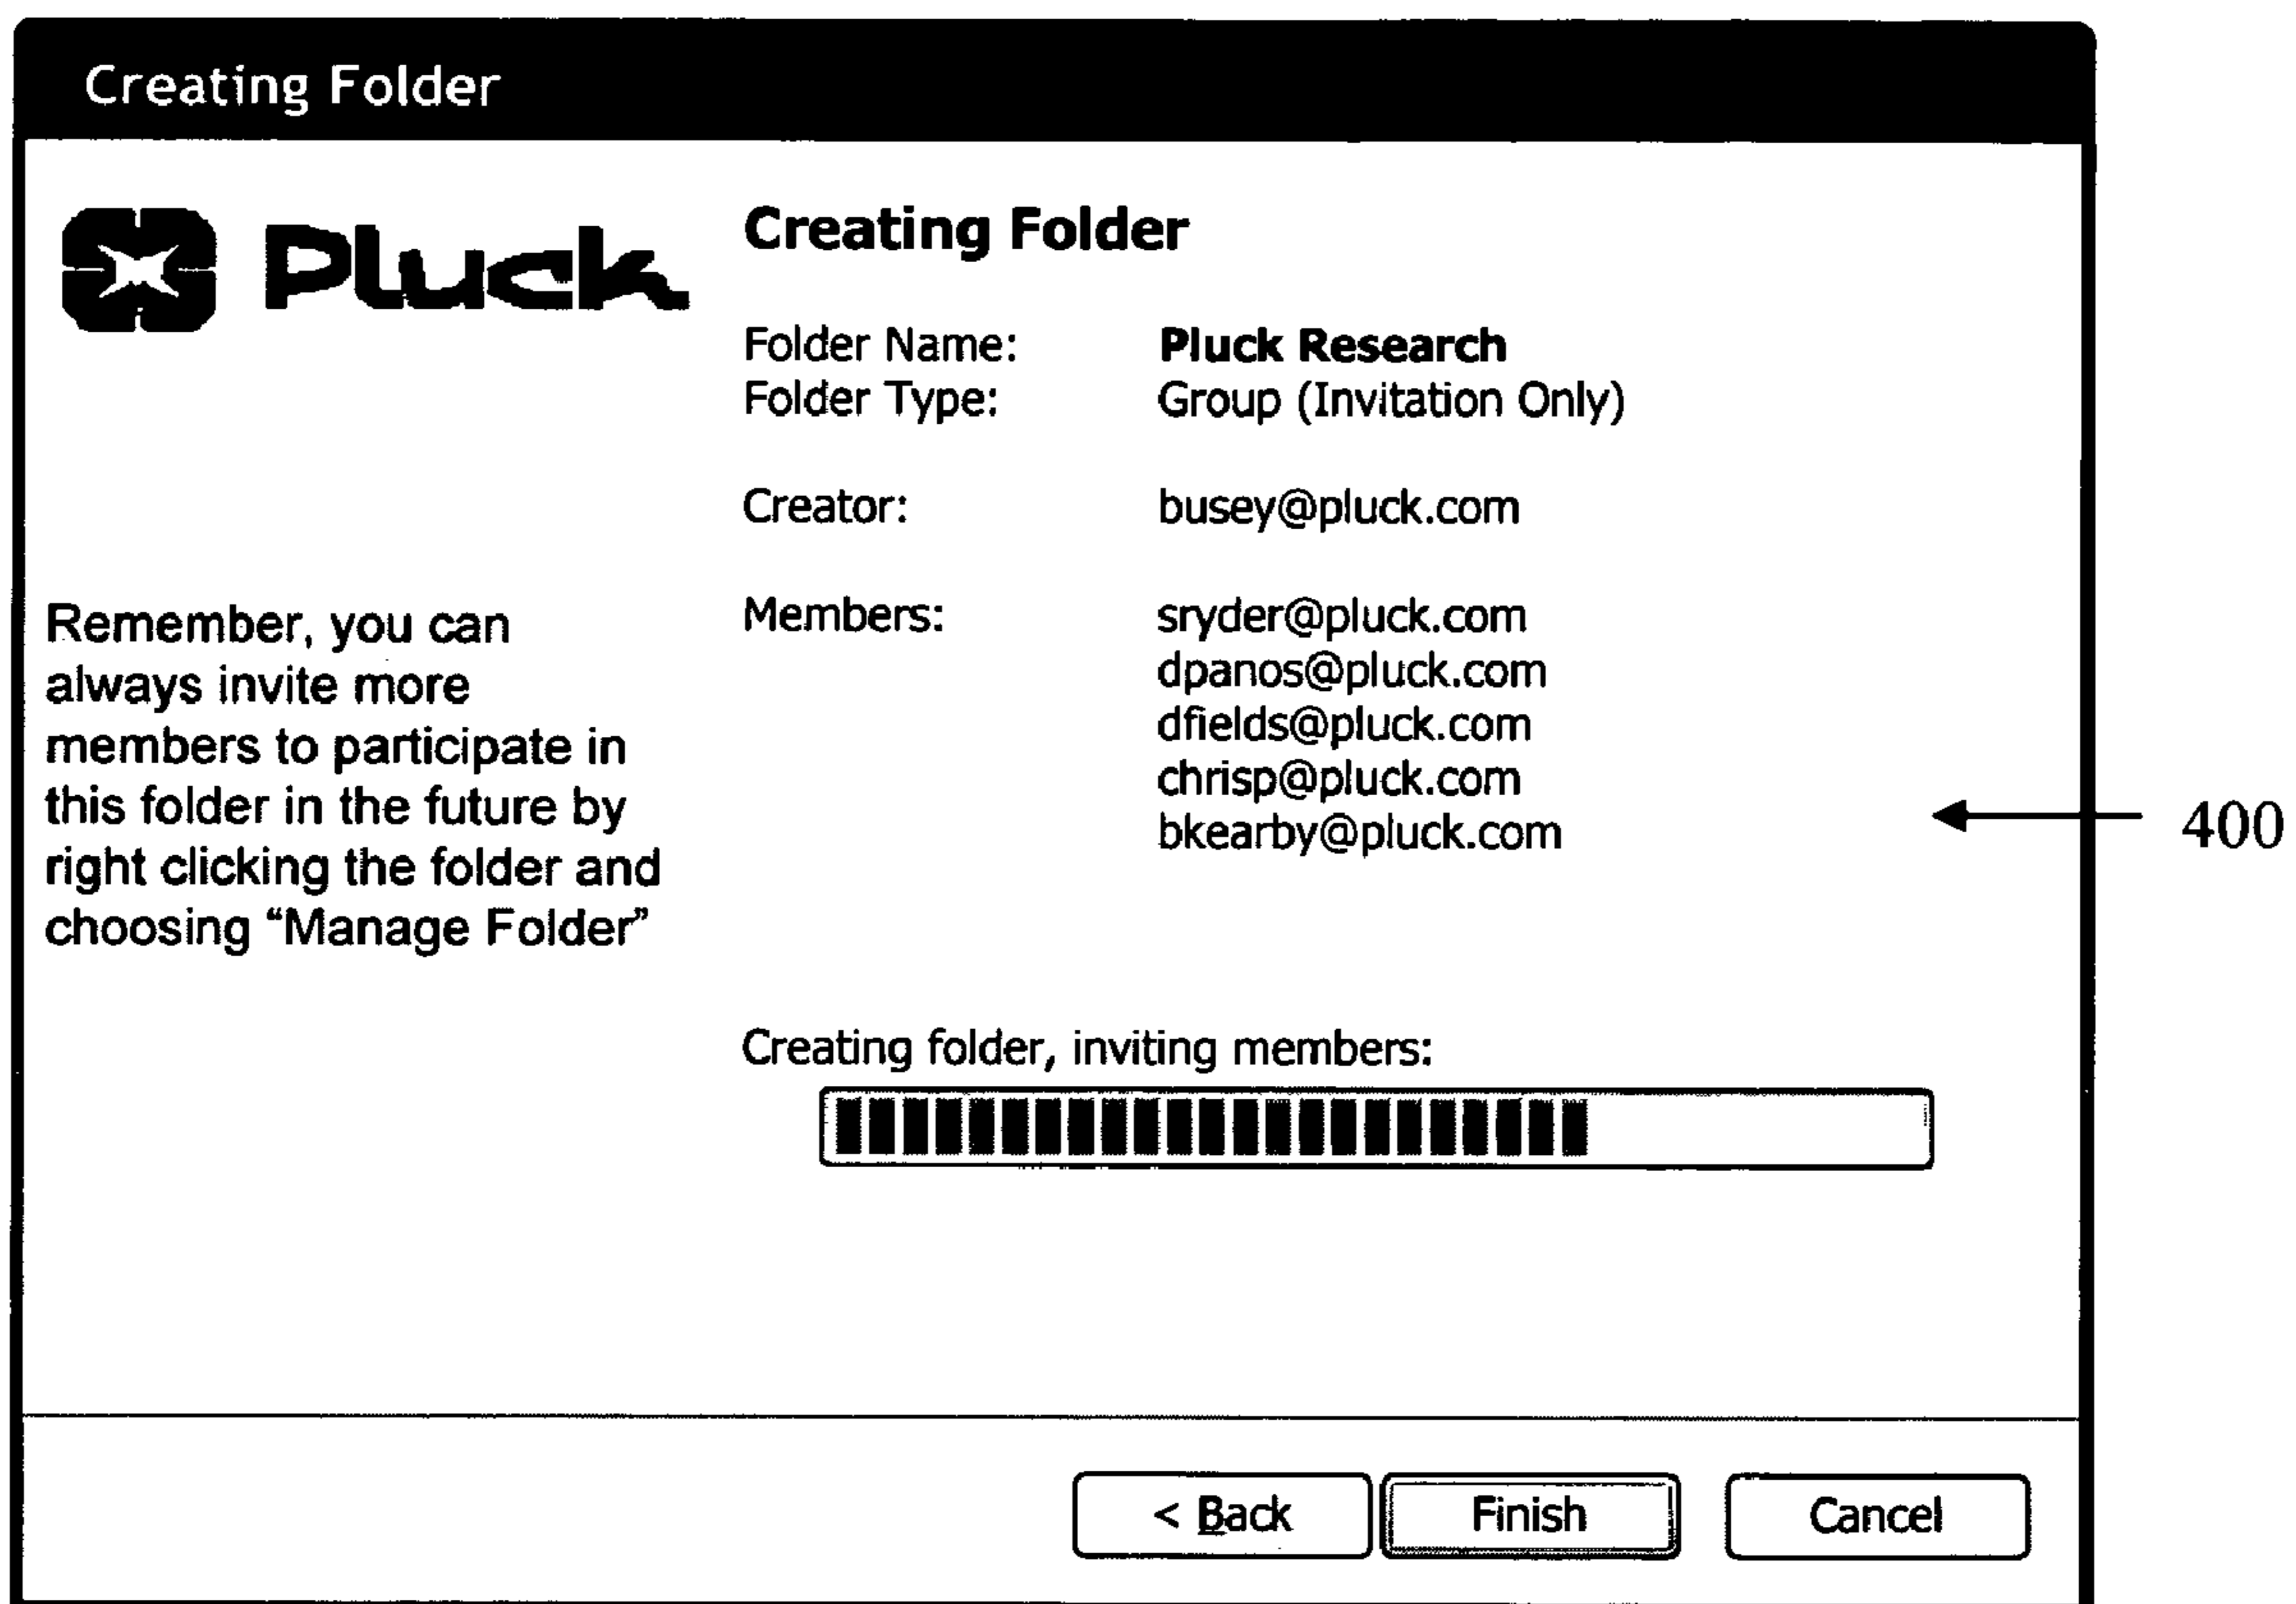 Creating Folder
Pluck
Creating Folder
Folder Name: Pluck Research
Folder Type: Group (Invitation Only)
Creator: busey@pluck.com
Members: sryder@pluck.com
dpanos@pluck.com
dfields@pluck.com
chrisp@pluck.com
bkearby@pluck.com
Remember, you can
always invite more
members to participate in
this folder in the future by
right clicking the folder and
choosing “Manage Folder”
400
Creating folder, inviting members:
< Back Finish Cancel